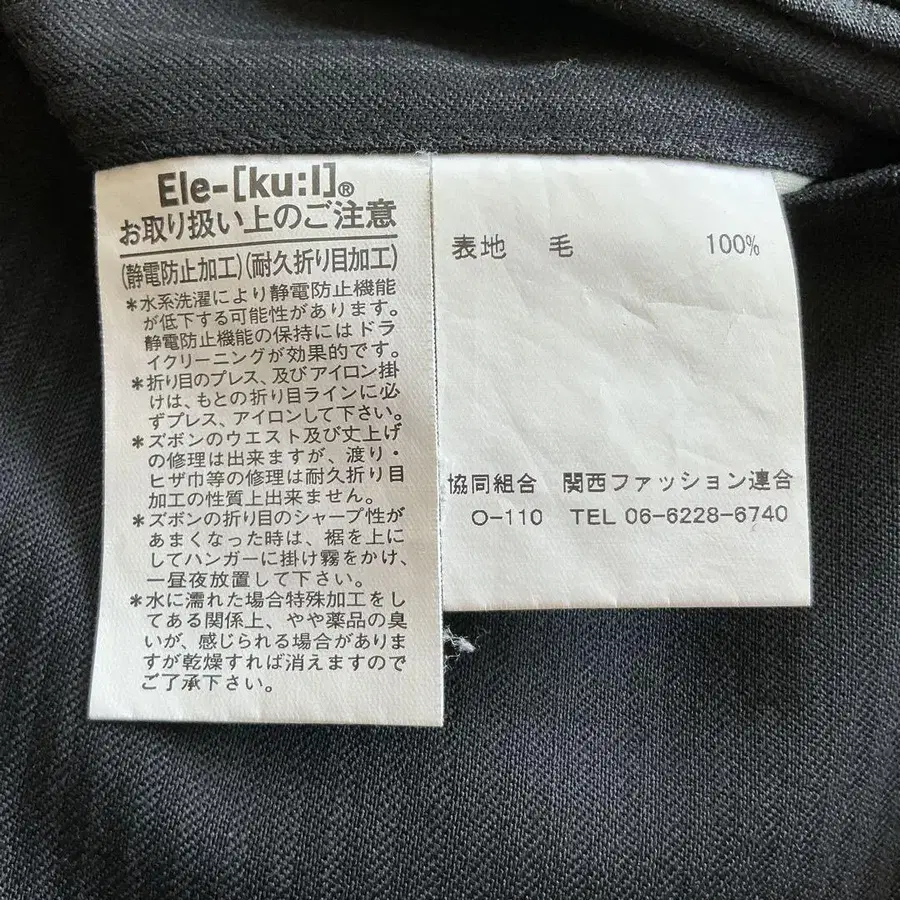 Ele-[ku:l]®
お取り扱い上のご注意
(静電防止加工)(耐久折り目加工)
*水系洗濯により静電防止機能
が低下する可能性があります。
静電防止機能の保持にはドラ
イクリーニングが効果的です。
*折り目のプレス、及びアイロン掛
けは、もとの折り目ラインに必
ずプレス、アイロンして下さい。
*ズボンのウエスト及び丈上げ
の修理は出来ますが、渡り・
ヒザ巾等の修理は耐久折り目
加工の性質上出来ません。
*ズボンの折り目のシャープ性が
あまくなった時は、裾を上に
してハンガーに掛け霧をかけ、
一昼夜放置して下さい。
*水に濡れた場合特殊加工をし
てある関係上、やや薬品の臭
いが、感じられる場合がありま
すが乾燥すれば消えますので
ご了承下さい。
表地 毛 100%
協同組合 関西ファッション連合
O-110 TEL 06-6228-6740